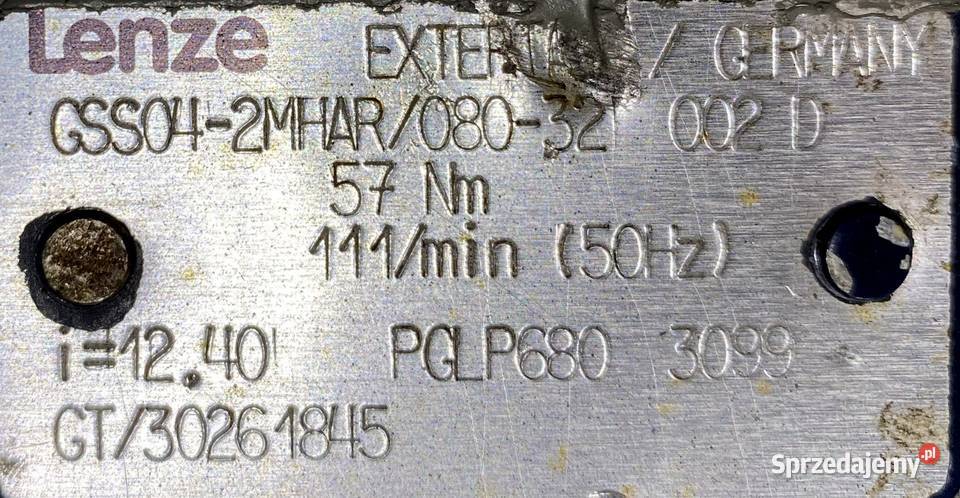 Lenze EXTERTAL / GERMANY
GSS04-2MHAR/080-32 002 D
57 Nm
111/min (50Hz)
i=12,40 PGLP680 3099
GT/30261845
Sprzedajemy.pl